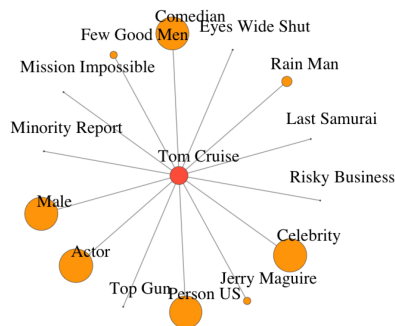 Comedian
Eyes Wide Shut
Few Good Men
Rain Man
Mission Impossible
Last Samurai
Minority Report
Tom Cruise
Risky Business
Male
Celebrity
Actor
Jerry Maguire
Top Gun
Person US